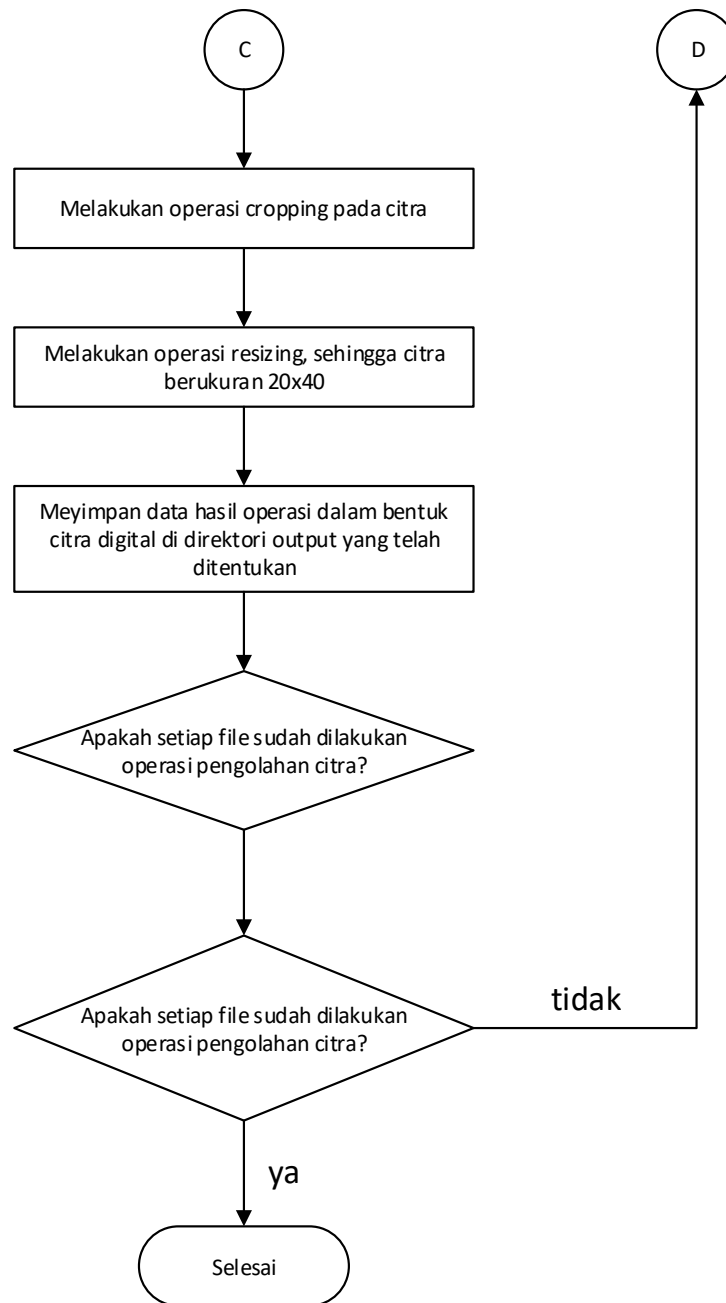 C
D
Melakukan operasi cropping pada citra
Melakukan operasi resizing, sehingga citra
berukuran 20x40
Meyimpan data hasil operasi dalam bentuk
citra digital di direktori output yang telah
ditentukan
Apakah setiap file sudah dilakukan
operasi pengolahan citra?
Apakah setiap file sudah dilakukan
operasi pengolahan citra?
tidak
ya
Selesai